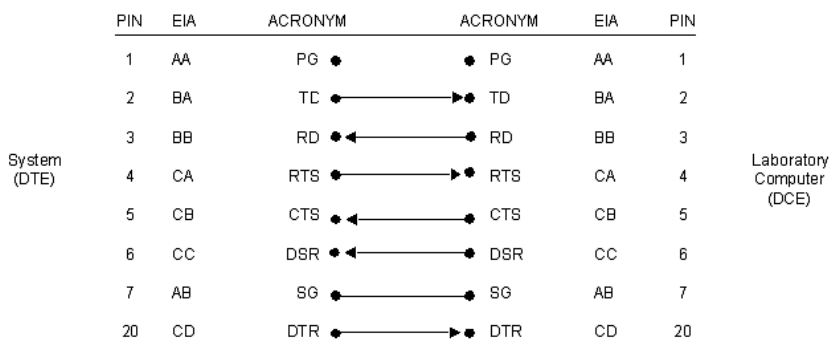 PIN EIA ACRONYM ACRONYM EIA PIN
1 AA PG PG AA 1
2 BA TD TD BA 2
3 BB RD RD BB 3
System (DTE)
4 CA RTS RTS CA 4
Laboratory Computer (DCE)
5 CB CTS CTS CB 5
6 CC DSR DSR CC 6
7 AB SG SG AB 7
20 CD DTR DTR CD 20